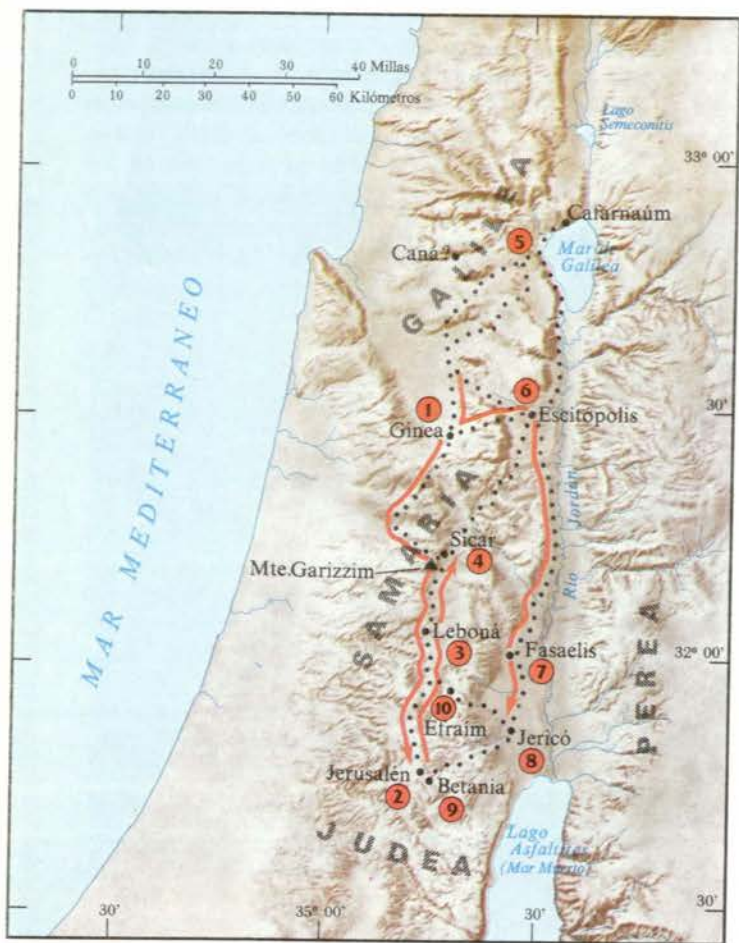 0 10 20 30 40 Millas
0 10 20 30 40 50 60 Kilómetros
Lago
Semeconitis
33° 00'
Cafarnaúm
5
Caná?
Mar de
Galilea
GALILEA
MAR MEDITERRANEO
6
1
30'
Escitópolis
Ginea
Río Jordán
SAMARIA
Sicar
Mte. Garizzim
4
Leboná
3
Fasaelis
32° 00'
7
PEREA
10
Efraím
Jericó
8
Jerusalén
Betania
2
9
JUDEA
Lago
Asfaltites
(Mar Muerto)
30'
35° 00'
30'
30'